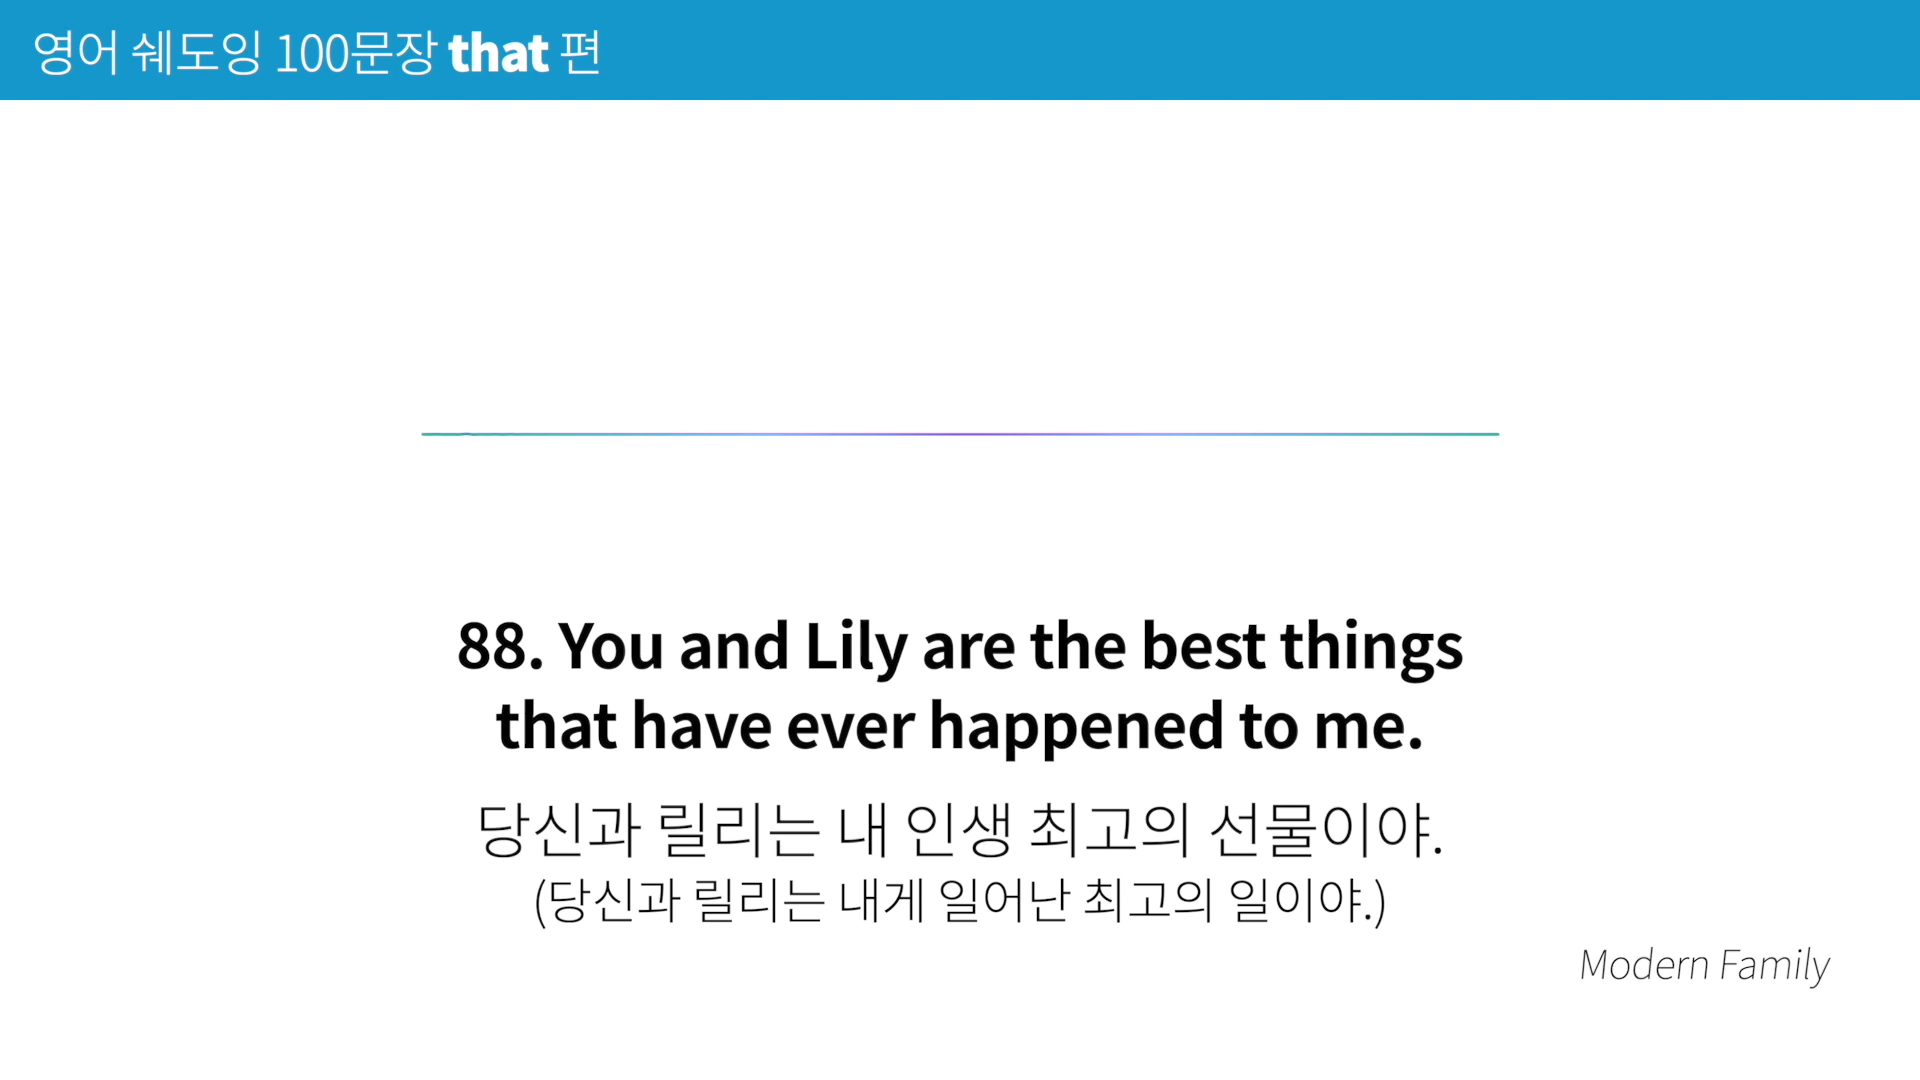 영어 쉐도잉 100문장 that 편
88. You and Lily are the best things
that have ever happened to me.
당신과 릴리는 내 인생 최고의 선물이야.
(당신과 릴리는 내게 일어난 최고의 일이야.)
Modern Family